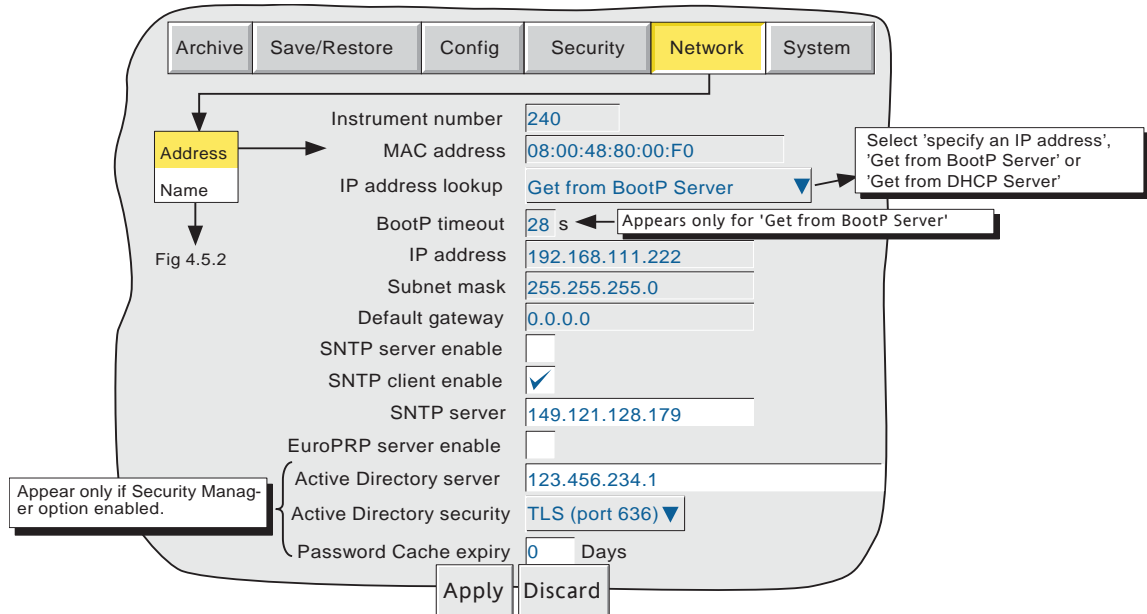 Archive Save/Restore Config Security Network System
Address
Name
Fig 4.5.2
Instrument number 240
MAC address 08:00:48:80:00:F0
IP address lookup Get from BootP Server
Select 'specify an IP address',
'Get from BootP Server' or
'Get from DHCP Server'
BootP timeout 28 s
Appears only for 'Get from BootP Server'
IP address 192.168.111.222
Subnet mask 255.255.255.0
Default gateway 0.0.0.0
SNTP server enable
SNTP client enable
SNTP server 149.121.128.179
EuroPRP server enable
Appear only if Security Manag-
er option enabled.
Active Directory server 123.456.234.1
Active Directory security TLS (port 636)
Password Cache expiry 0 Days
Apply Discard